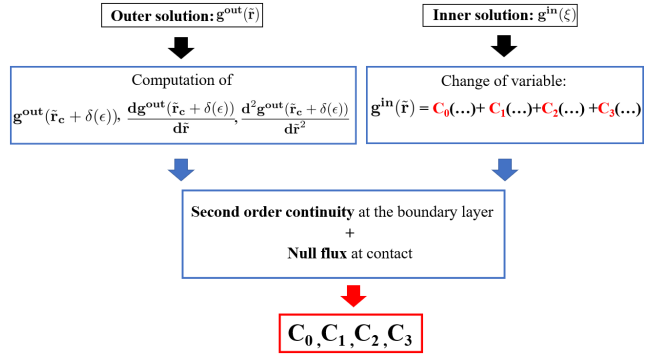 Outer solution: g^out(r̃)
Inner solution: g^in(ξ)
Computation of
g^out(r̃_c + δ(ϵ)), dg^out(r̃_c + δ(ϵ))/dr̃, d²g^out(r̃_c + δ(ϵ))/dr̃²
Change of variable:
g^in(r̃) = C_0(…)+ C_1(…)+C_2(…) +C_3(…)
Second order continuity at the boundary layer
+
Null flux at contact
C_0 ,C_1 ,C_2 ,C_3